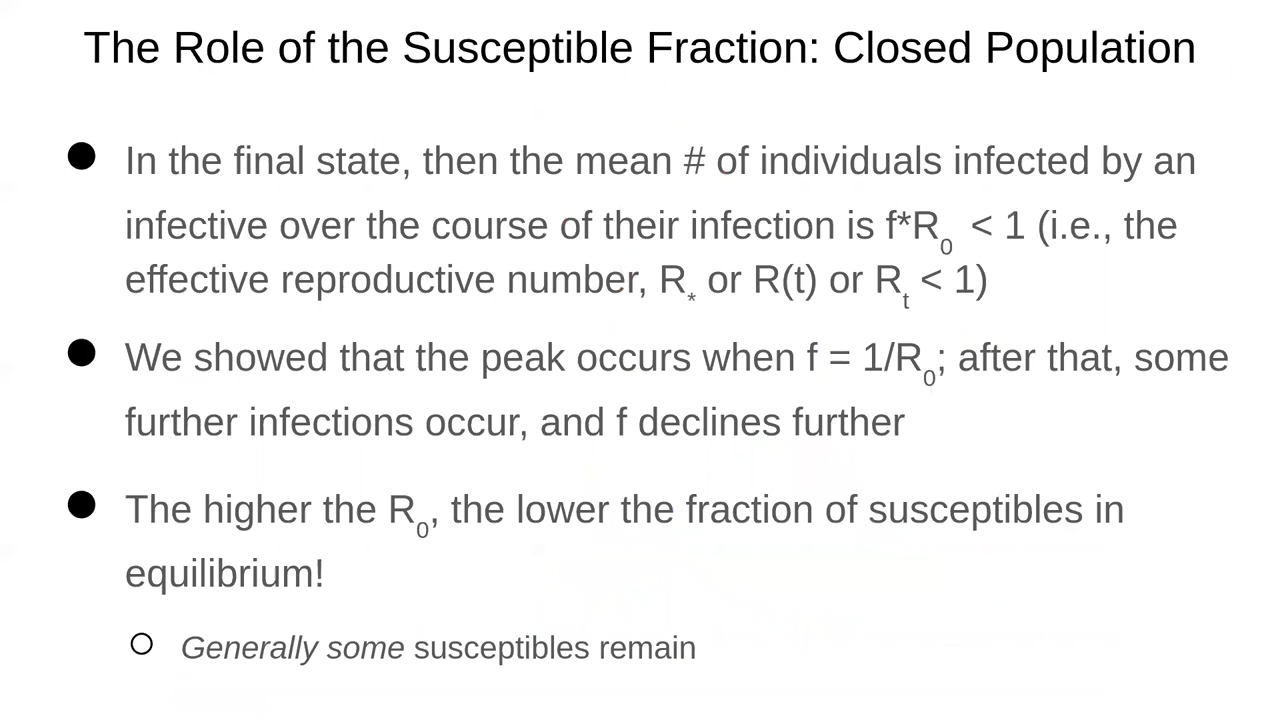 The Role of the Susceptible Fraction: Closed Population
● In the final state, then the mean # of individuals infected by an
infective over the course of their infection is f*R₀ < 1 (i.e., the
effective reproductive number, R* or R(t) or Rₜ < 1)
● We showed that the peak occurs when f = 1/R₀; after that, some
further infections occur, and f declines further
● The higher the R₀, the lower the fraction of susceptibles in
equilibrium!
○ Generally some susceptibles remain